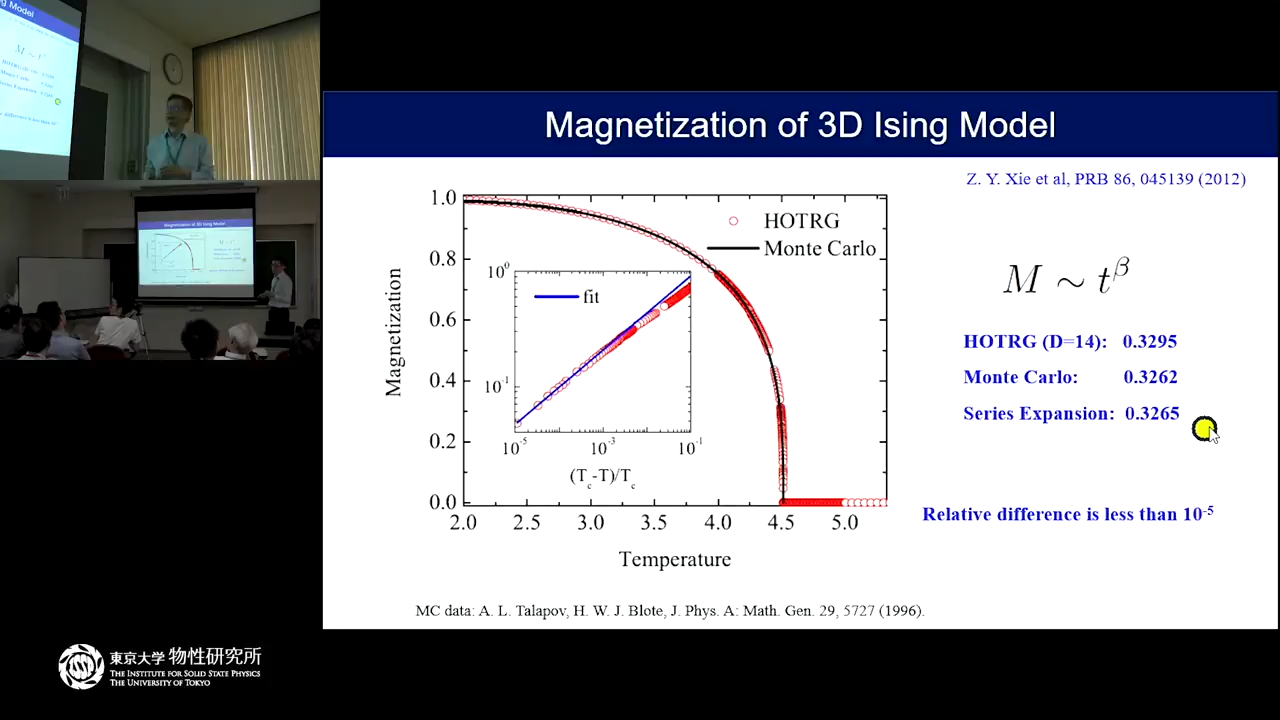 Magnetization of 3D Ising Model
Z. Y. Xie et al, PRB 86, 045139 (2012)
1.0
0.8
0.6
0.4
0.2
0.0
Magnetization
2.0 2.5 3.0 3.5 4.0 4.5 5.0
Temperature
HOTRG
Monte Carlo
10⁰
10⁻¹
fit
10⁻⁵ 10⁻³ 10⁻¹
(T_c-T)/T_c
M ~ t^β
HOTRG (D=14): 0.3295
Monte Carlo: 0.3262
Series Expansion: 0.3265
Relative difference is less than 10⁻⁵
MC data: A. L. Talapov, H. W. J. Blote, J. Phys. A: Math. Gen. 29, 5727 (1996).
東京大学 物性研究所
THE INSTITUTE FOR SOLID STATE PHYSICS
THE UNIVERSITY OF TOKYO